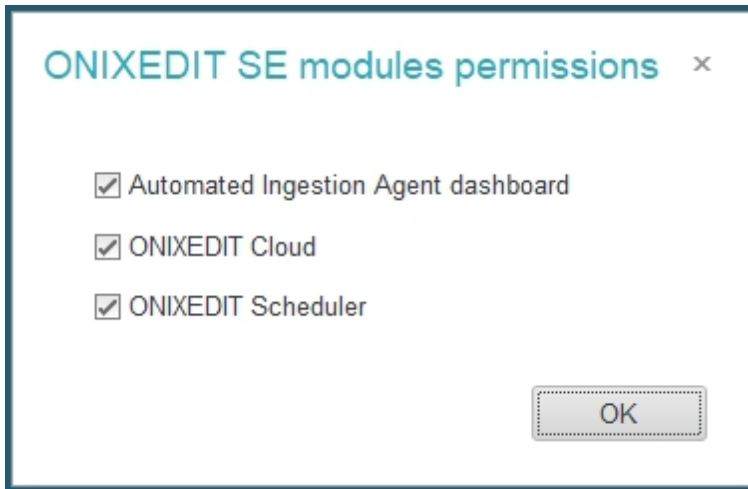 ONIXEDIT SE modules permissions
Automated Ingestion Agent dashboard
ONIXEDIT Cloud
ONIXEDIT Scheduler
OK